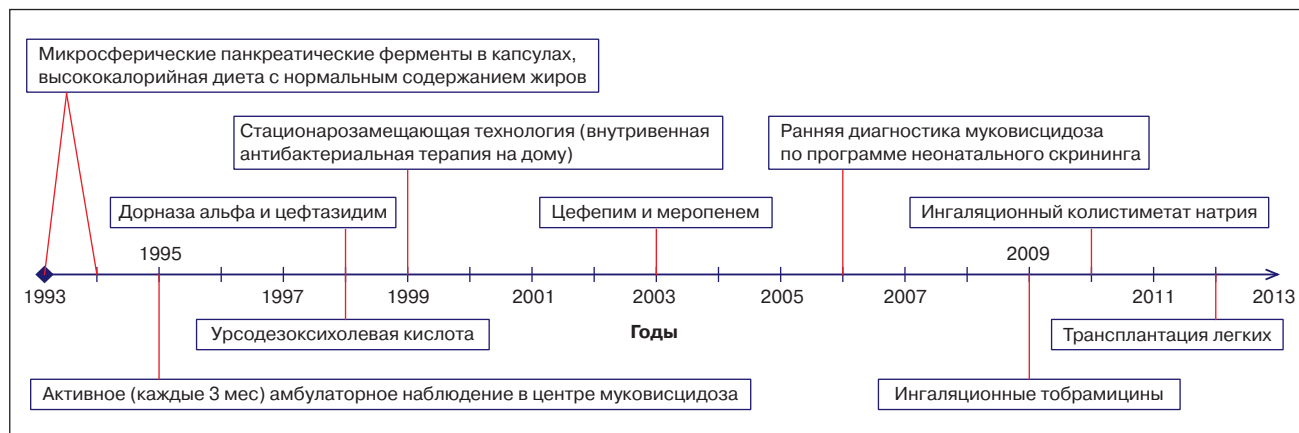 Микросферические панкреатические ферменты в капсулах,
высококалорийная диета с нормальным содержанием жиров
Стационарозамещающая технология (внутривенная
антибактериальная терапия на дому)
Ранняя диагностика муковисцидоза
по программе неонатального скрининга
Дорназа альфа и цефтазидим
Цефепим и меропенем
Ингаляционный колистиметат натрия
1995
2009
1993
1997
1999
2001
2003
2005
2007
2011
2013
Урсодезоксихолевая кислота
Годы
Трансплантация легких
Активное (каждые 3 мес) амбулаторное наблюдение в центре муковисцидоза
Ингаляционные тобрамицины